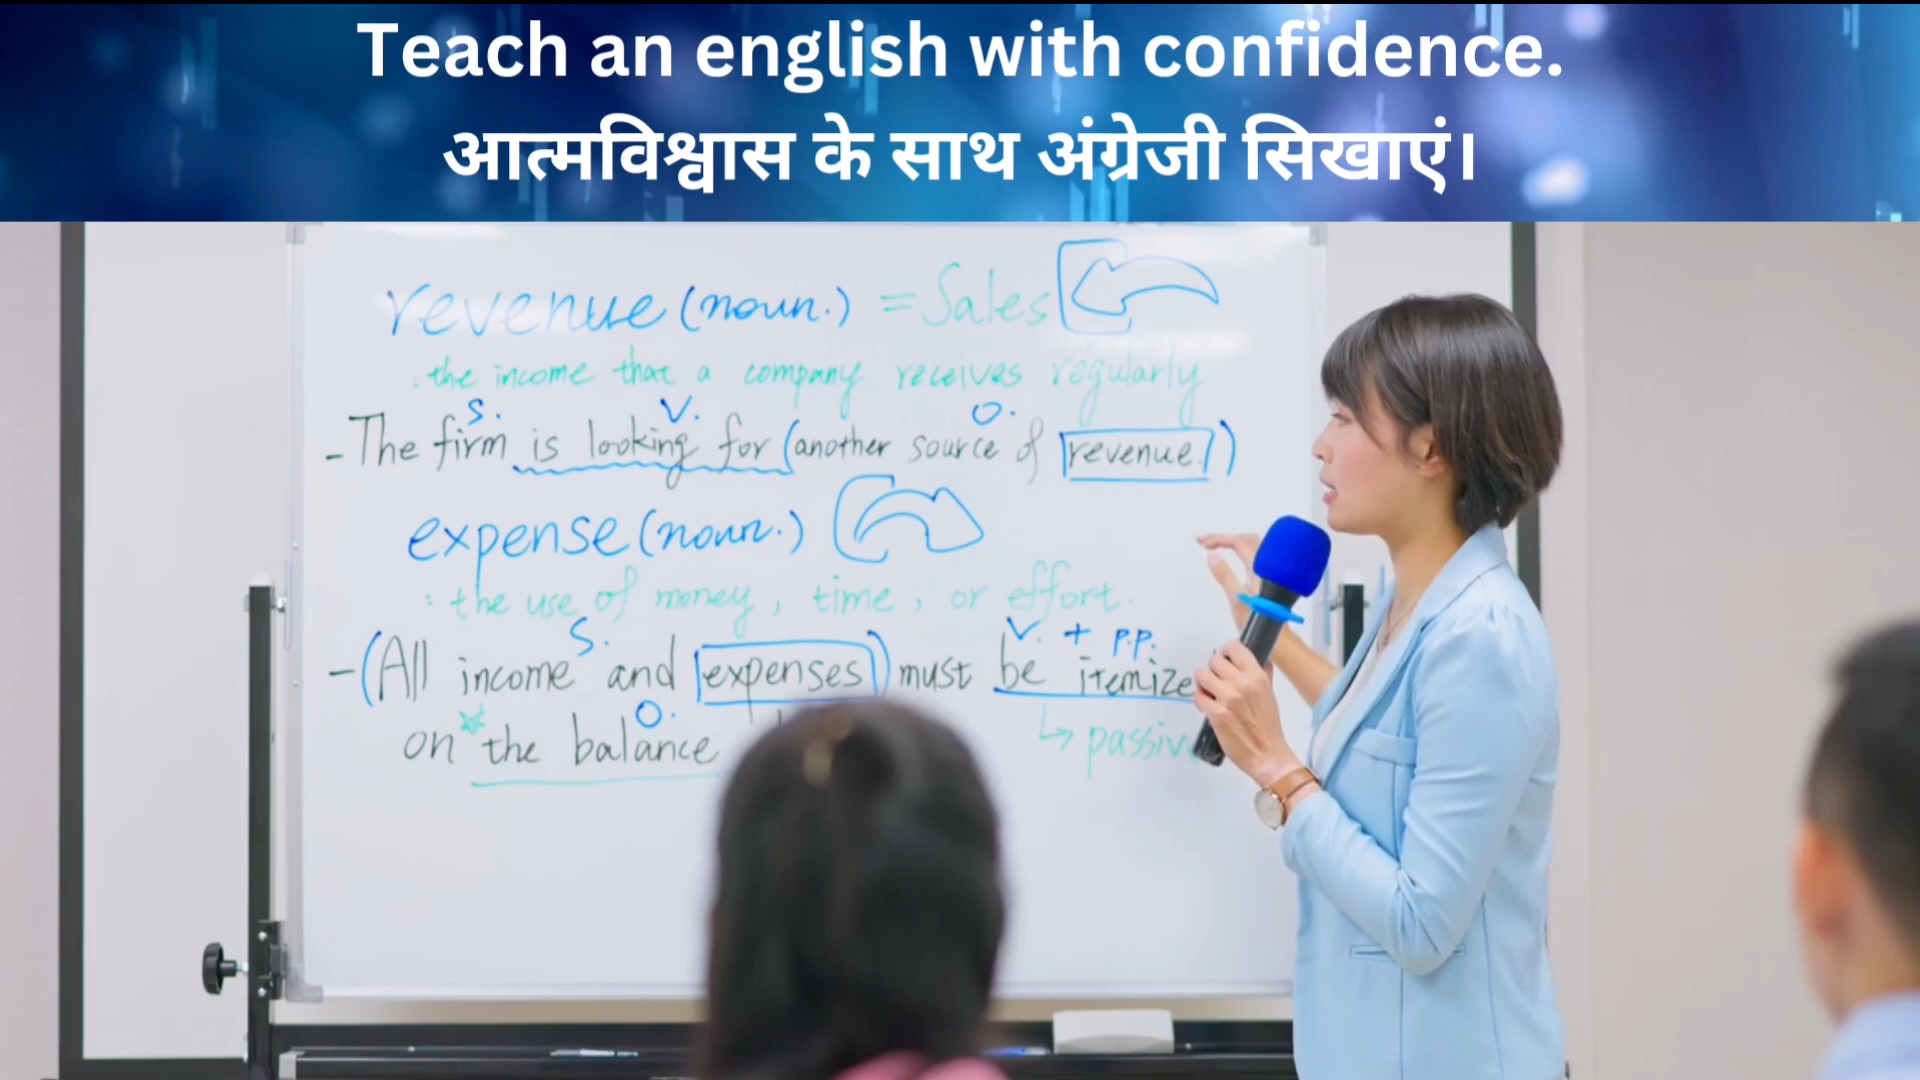 Teach an english with confidence.
आत्मविश्वास के साथ अंग्रेजी सिखाएं।
revenue (noun.) = Sales
: the income that a company receives regularly
S. V. O.
- The firm is looking for (another source of revenue.)
expense (noun.)
: the use of money, time, or effort.
S. V. + P.P.
- (All income and expenses) must be
O.
on the balance